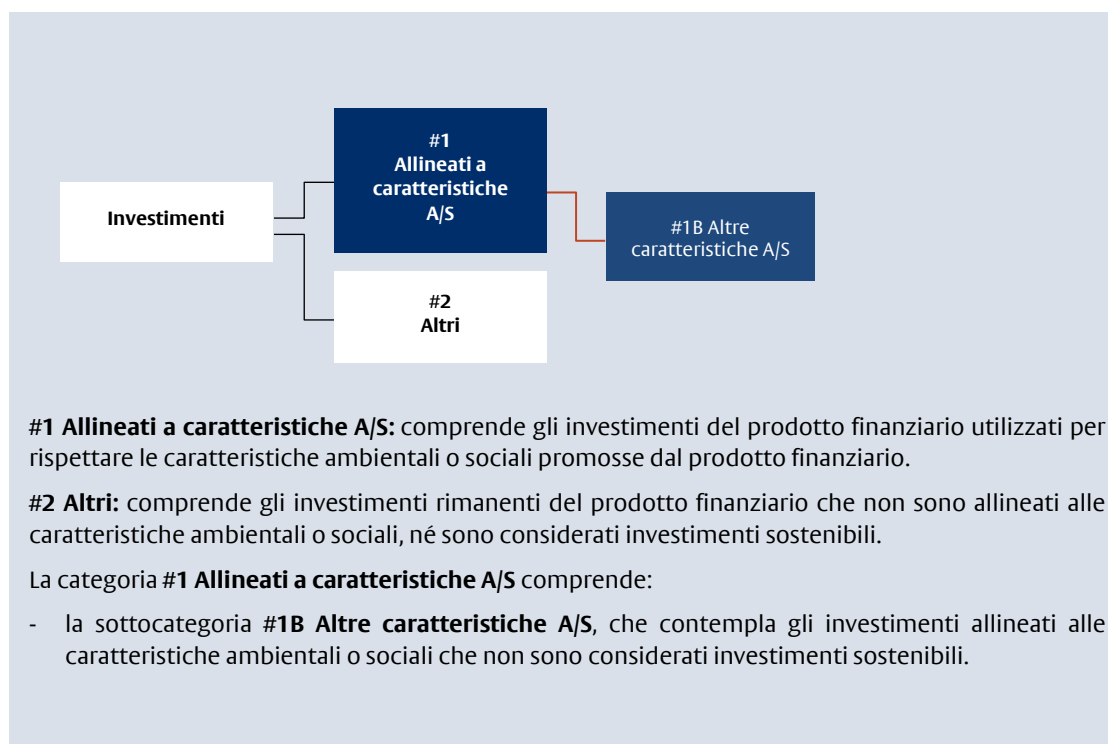 #1
Allineati a
caratteristiche
A/S
Investimenti
#1B Altre
caratteristiche A/S
#2
Altri
#1 Allineati a caratteristiche A/S: comprende gli investimenti del prodotto finanziario utilizzati per
rispettare le caratteristiche ambientali o sociali promosse dal prodotto finanziario.
#2 Altri: comprende gli investimenti rimanenti del prodotto finanziario che non sono allineati alle
caratteristiche ambientali o sociali, né sono considerati investimenti sostenibili.
La categoria #1 Allineati a caratteristiche A/S comprende:
- la sottocategoria #1B Altre caratteristiche A/S, che contempla gli investimenti allineati alle
caratteristiche ambientali o sociali che non sono considerati investimenti sostenibili.